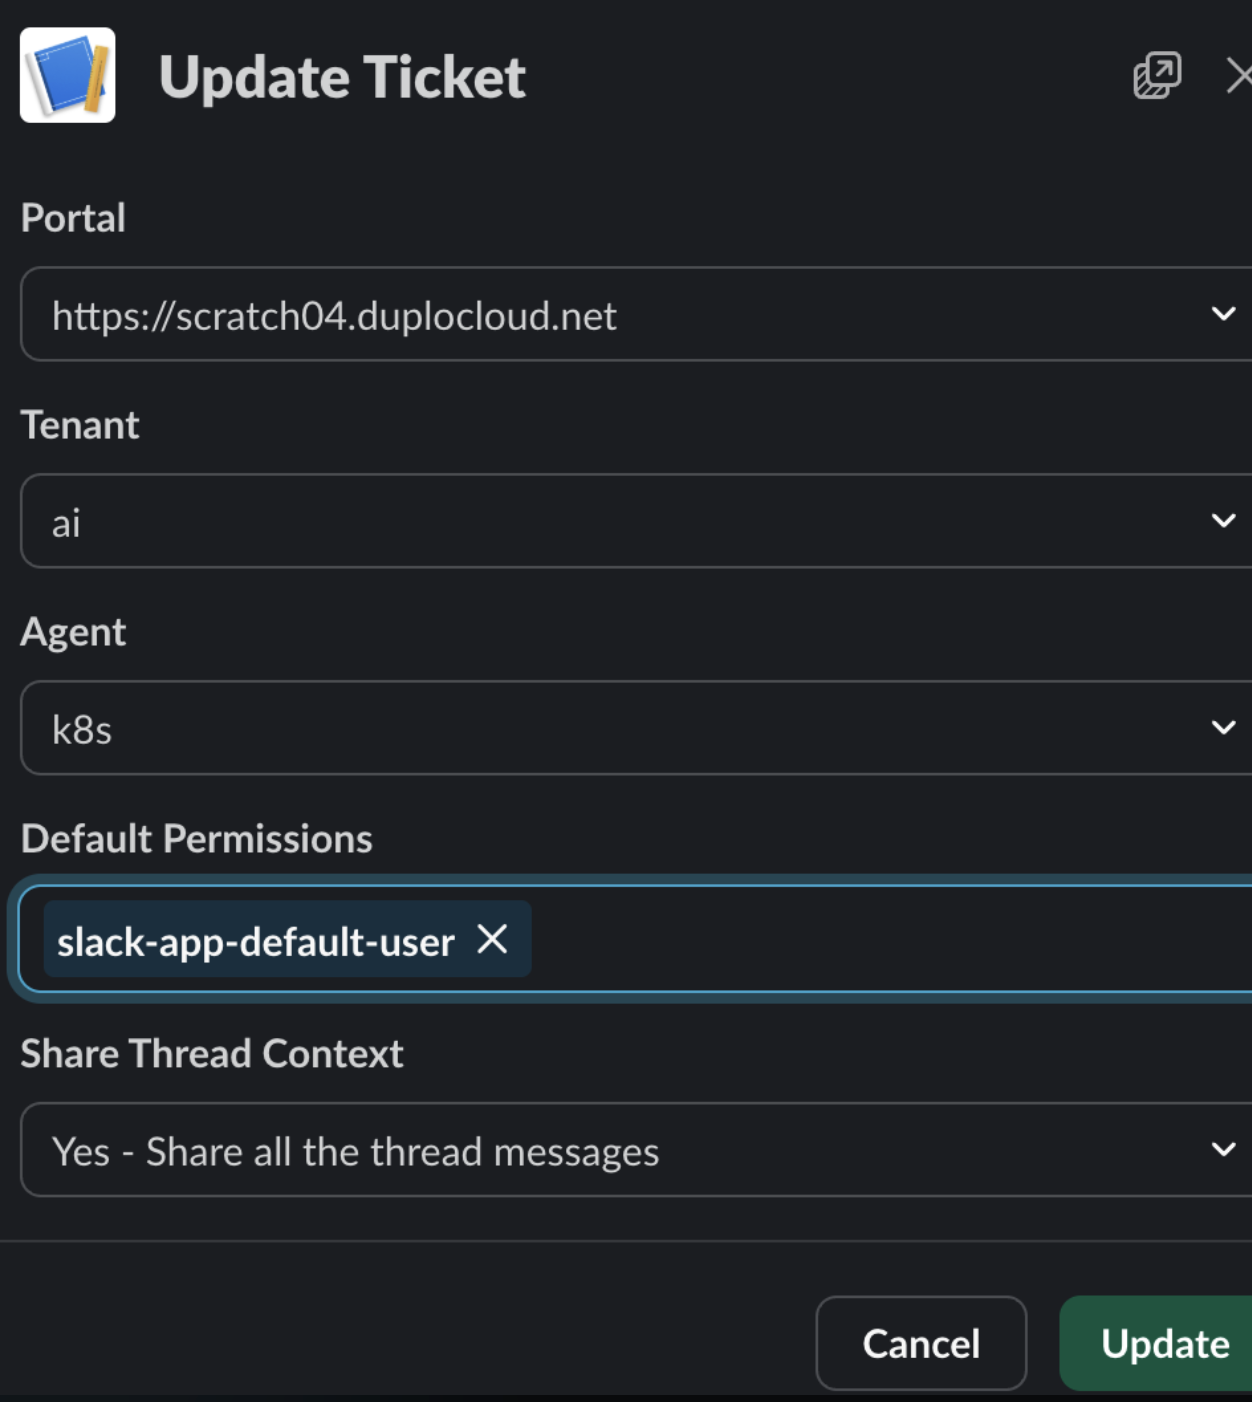 Update Ticket
Portal
https://scratch04.duplocloud.net
Tenant
ai
Agent
k8s
Default Permissions
slack-app-default-user
Share Thread Context
Yes - Share all the thread messages
Cancel
Update